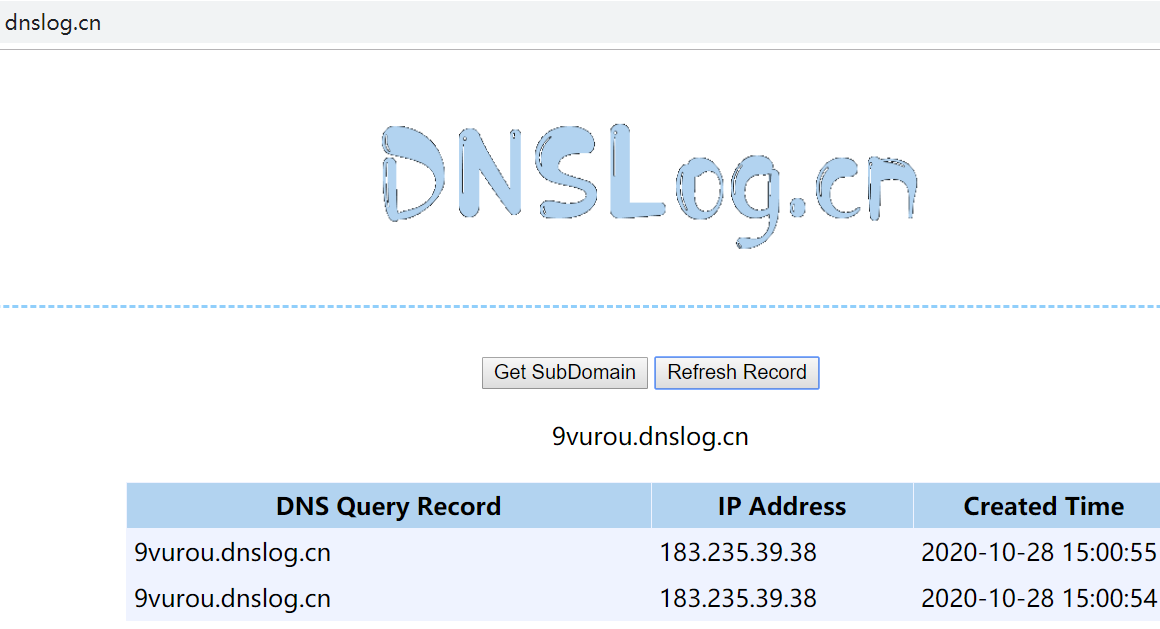 dnslog.cn
DNSLog.cn
Get SubDomain Refresh Record
9vurou.dnslog.cn
DNS Query Record IP Address Created Time
9vurou.dnslog.cn 183.235.39.38 2020-10-28 15:00:55
9vurou.dnslog.cn 183.235.39.38 2020-10-28 15:00:54